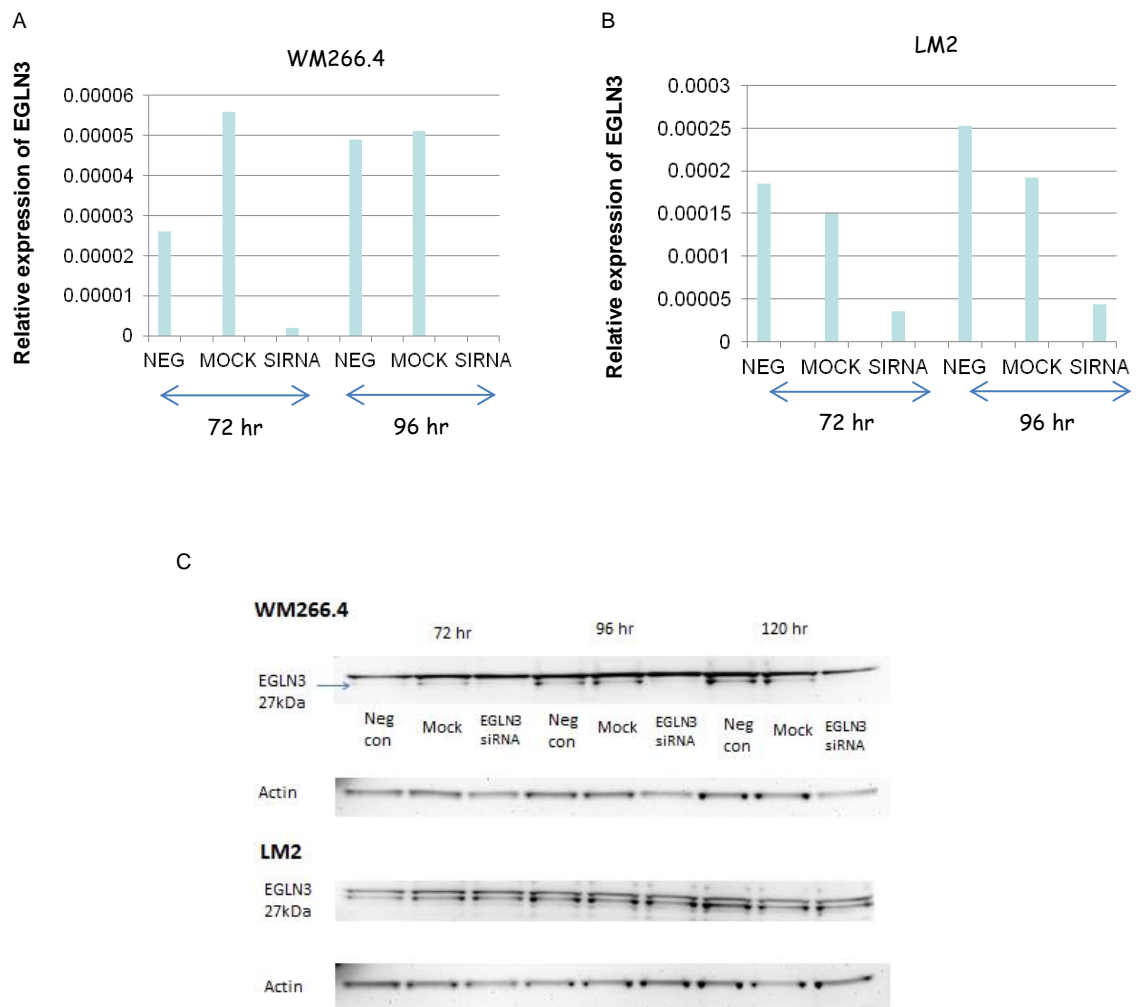 A
WM266.4
Relative expression of EGLN3
0.00006
0.00005
0.00004
0.00003
0.00002
0.00001
0
NEG MOCK SIRNA NEG MOCK SIRNA
72 hr 96 hr
B
LM2
Relative expression of EGLN3
0.0003
0.00025
0.0002
0.00015
0.0001
0.00005
0
NEG MOCK SIRNA NEG MOCK SIRNA
72 hr 96 hr
C
WM266.4
72 hr 96 hr 120 hr
EGLN3
27kDa
Neg Mock EGLN3 Neg Mock EGLN3 Neg Mock EGLN3
con siRNA con siRNA con siRNA
Actin
LM2
EGLN3
27kDa
Actin